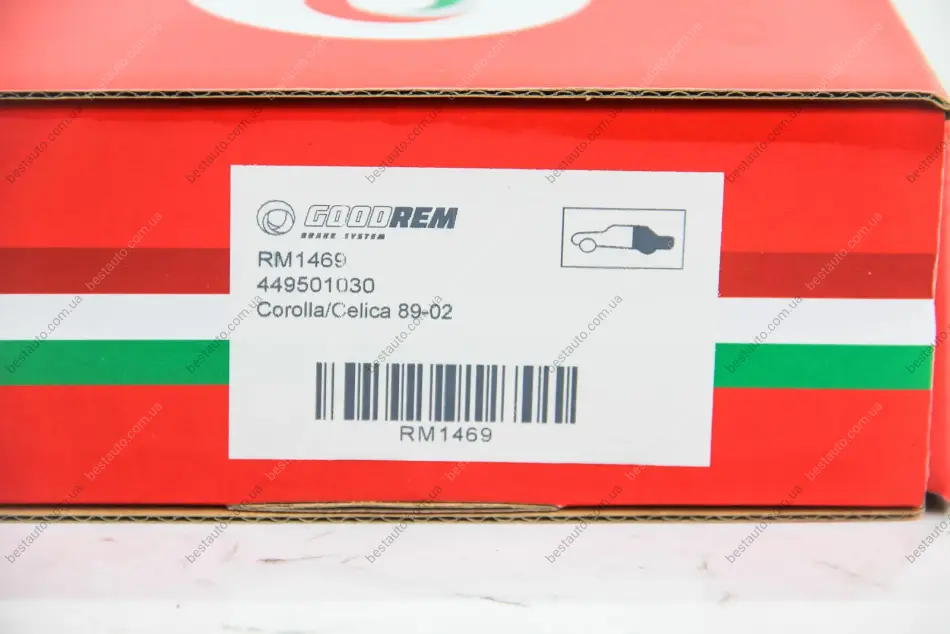 GOODREM
BRAKE SYSTEM
RM1469
449501030
Corolla/Celica 89-02
RM1469
bestauto.com.ua